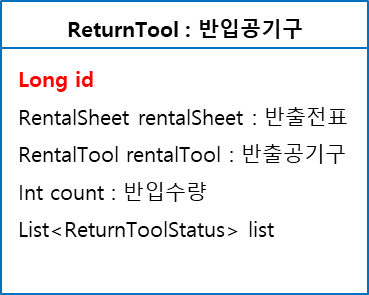 ReturnTool : 반입공기구
Long id
RentalSheet rentalSheet : 반출전표
RentalTool rentalTool : 반출공기구
Int count : 반입수량
List<ReturnToolStatus> list